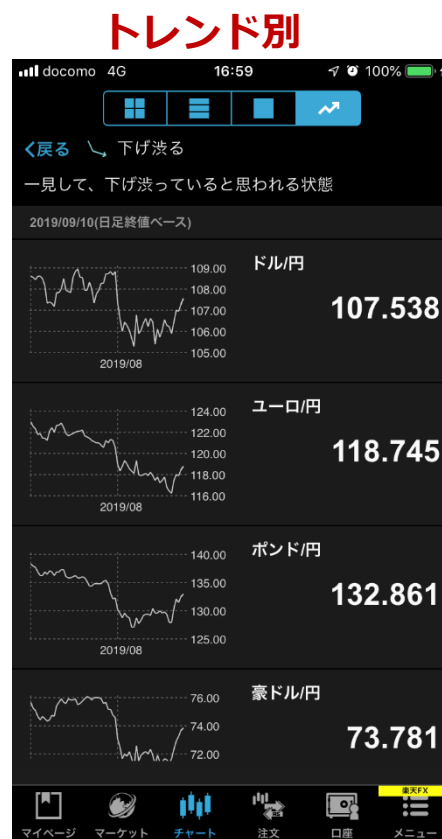 トレンド別
docomo 4G 16:59 100%
戻る 下げ渋る
一見して、下げ渋っていると思われる状態
2019/09/10(日足終値ベース)
ドル/円
109.00
108.00
107.00
106.00
105.00
2019/08
107.538
ユーロ/円
124.00
122.00
120.00
118.00
116.00
2019/08
118.745
ポンド/円
140.00
135.00
130.00
125.00
2019/08
132.861
豪ドル/円
76.00
74.00
72.00
73.781
楽天FX
マイページ マーケット チャート 注文 口座 メニュー